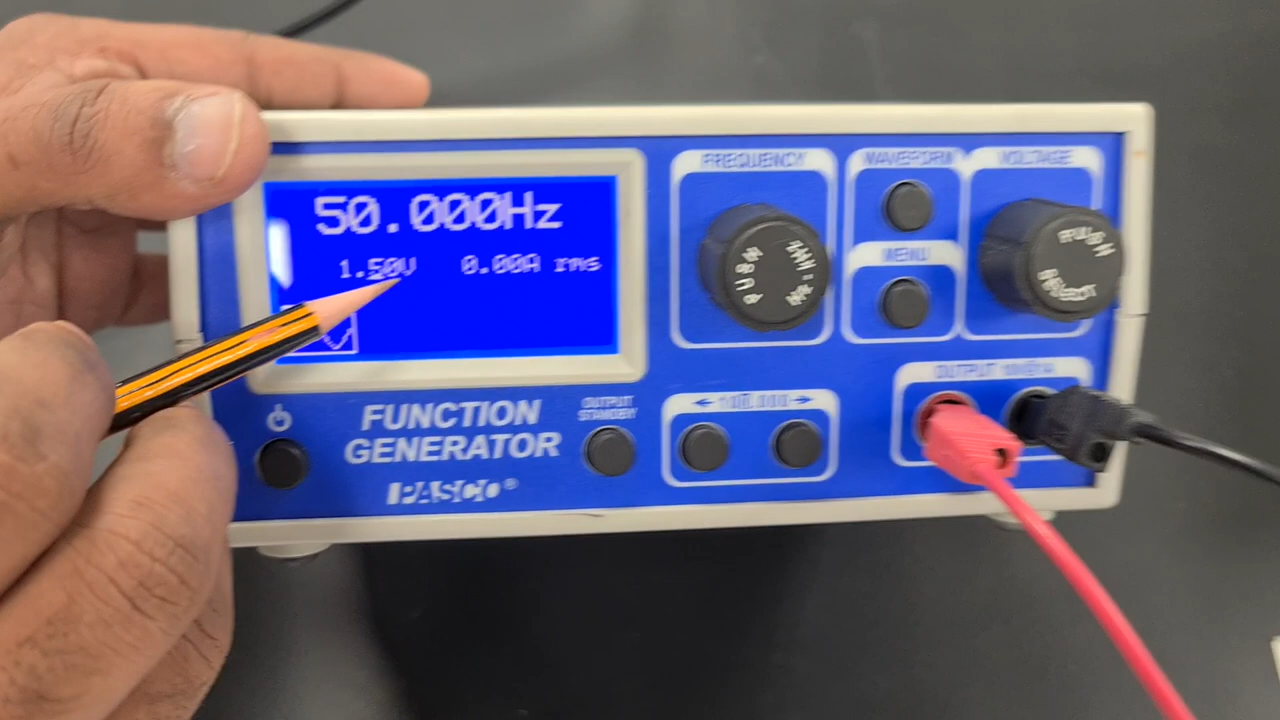 50.000Hz
1.50V 0.00A rms
FREQUENCY
WAVEFORM
VOLTAGE
MENU
OUTPUT
FUNCTION
GENERATOR
PASCO®
OUTPUT
STANDBY